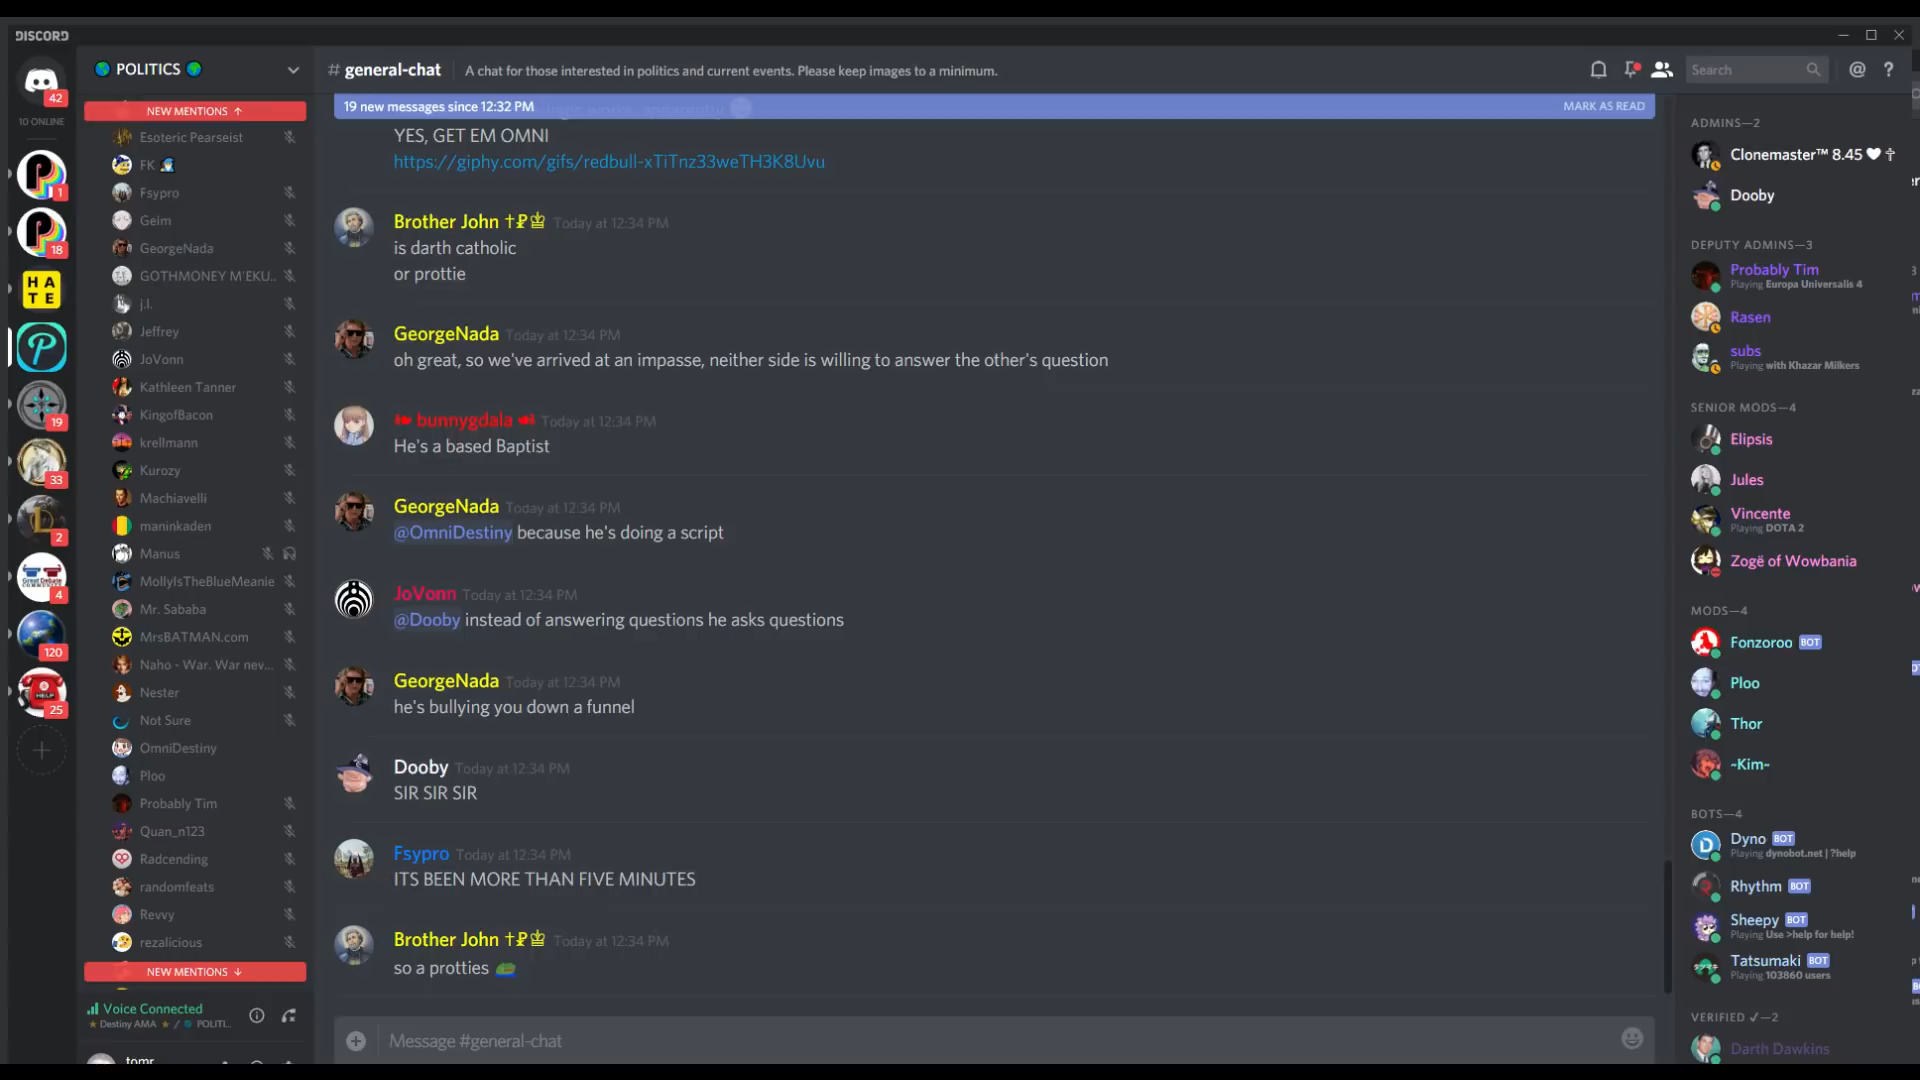 DISCORD
42
10 ONLINE
1
18
HA
TE
19
33
2
Great Debate
4
120
HELP
25
POLITICS
NEW MENTIONS ↑
Esoteric Pearseist
FK
Fsypro
Geim
GeorgeNada
GOTHMONEY M'EKU...
j.l.
Jeffrey
JoVonn
Kathleen Tanner
KingofBacon
krellmann
Kurozy
Machiavelli
maninkaden
Manus
MollyIsTheBlueMeanie
Mr. Sababa
MrsBATMAN.com
Naho - War. War nev...
Nester
Not Sure
OmniDestiny
Ploo
Probably Tim
Quan_n123
Radcending
randomfeats
Revvy
rezalicious
NEW MENTIONS ↓
Voice Connected
★ Destiny AMA ★ / POLITI...
tomr
# general-chat
A chat for those interested in politics and current events. Please keep images to a minimum.
Search
@ ?
19 new messages since 12:32 PM
MARK AS READ
YES, GET EM OMNI
https://giphy.com/gifs/redbull-xTiTnz33weTH3K8Uvu
Brother John †₽♔ Today at 12:34 PM
is darth catholic
or prottie
GeorgeNada Today at 12:34 PM
oh great, so we've arrived at an impasse, neither side is willing to answer the other's question
bunnygdala Today at 12:34 PM
He's a based Baptist
GeorgeNada Today at 12:34 PM
@OmniDestiny because he's doing a script
JoVonn Today at 12:34 PM
@Dooby instead of answering questions he asks questions
GeorgeNada Today at 12:34 PM
he's bullying you down a funnel
Dooby Today at 12:34 PM
SIR SIR SIR
Fsypro Today at 12:34 PM
ITS BEEN MORE THAN FIVE MINUTES
Brother John †₽♔ Today at 12:34 PM
so a protties
Message #general-chat
ADMINS—2
Clonemaster™ 8.45 ♥ ✝
Dooby
DEPUTY ADMINS—3
Probably Tim
Playing Europa Universalis 4
Rasen
subs
Playing with Khazar Milkers
SENIOR MODS—4
Elipsis
Jules
Vincente
Playing DOTA 2
Zogë of Wowbania
MODS—4
Fonzoroo BOT
Ploo
Thor
~Kim~
BOTS—4
Dyno BOT
Playing dynobot.net | ?help
Rhythm BOT
Sheepy BOT
Playing Use >help for help!
Tatsumaki BOT
Playing 103860 users
VERIFIED ✓—2
Darth Dawkins